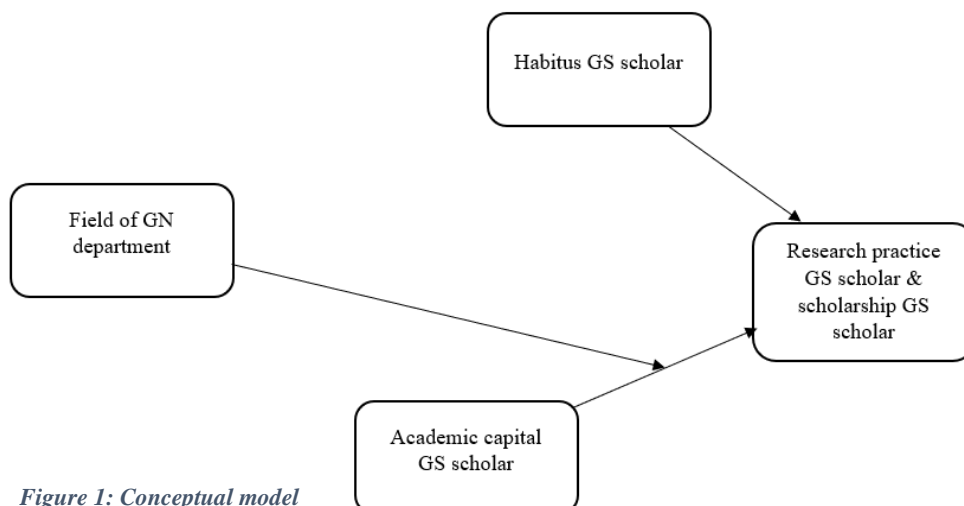 Habitus GS scholar
Field of GN
department
Research practice
GS scholar &
scholarship GS
scholar
Academic capital
GS scholar
Figure 1: Conceptual model